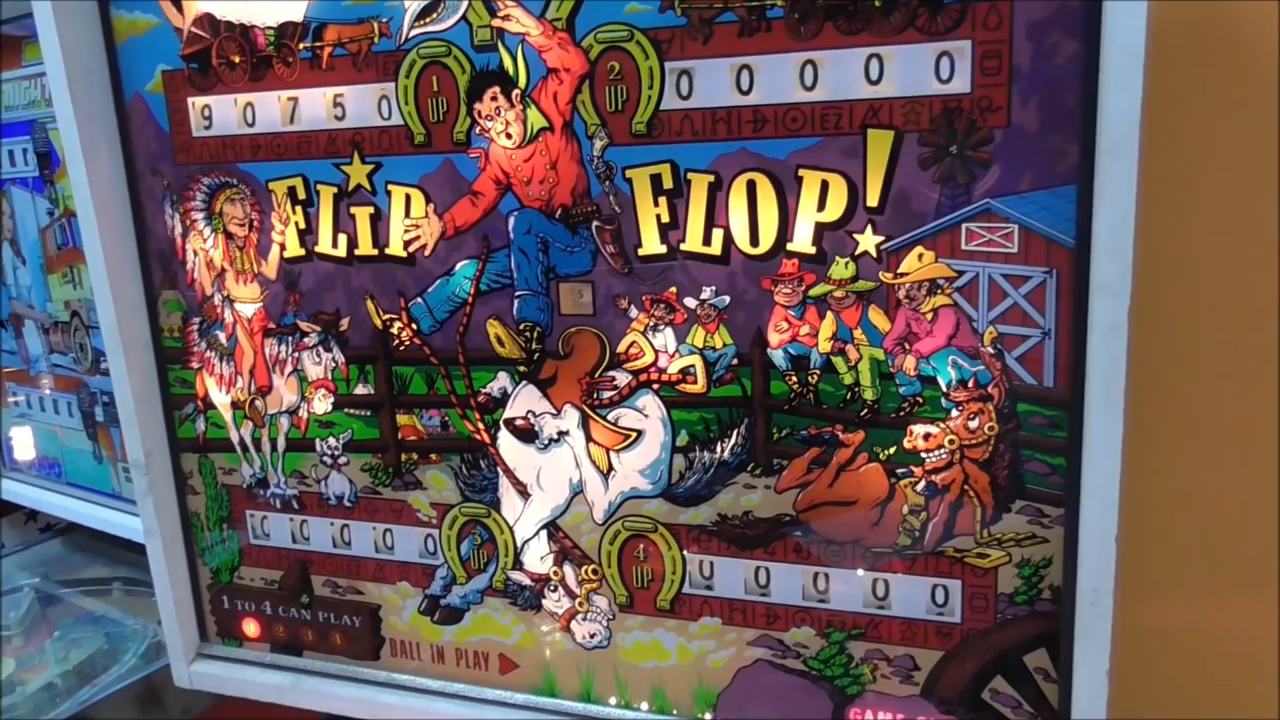 90750
1
UP
2
UP
00000
FLIP FLOP!
5
00000
3
UP
4
UP
00000
1 TO 4 CAN PLAY
1 2 3 4
BALL IN PLAY
GAME